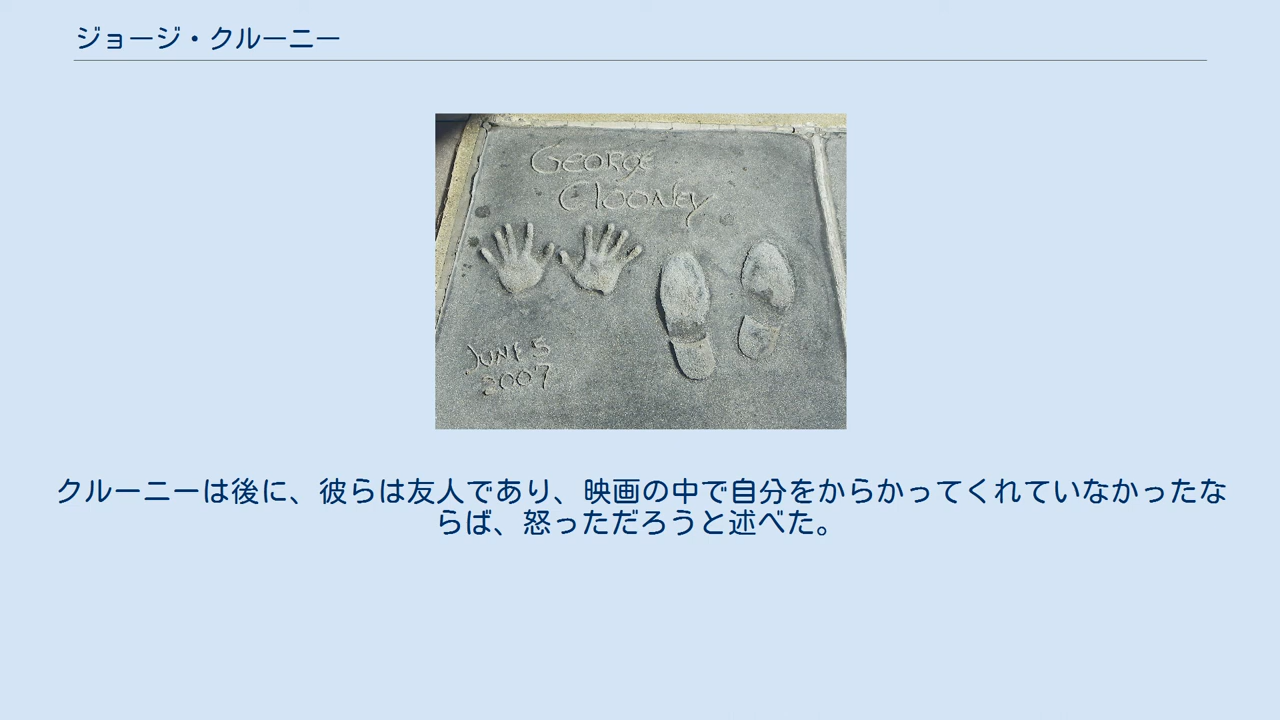 ジョージ・クルーニー
GEORGE
CLOONEY
JUNE 5
2007
クルーニーは後に、彼らは友人であり、映画の中で自分をからかってくれていなかったな
らば、怒っただろうと述べた。